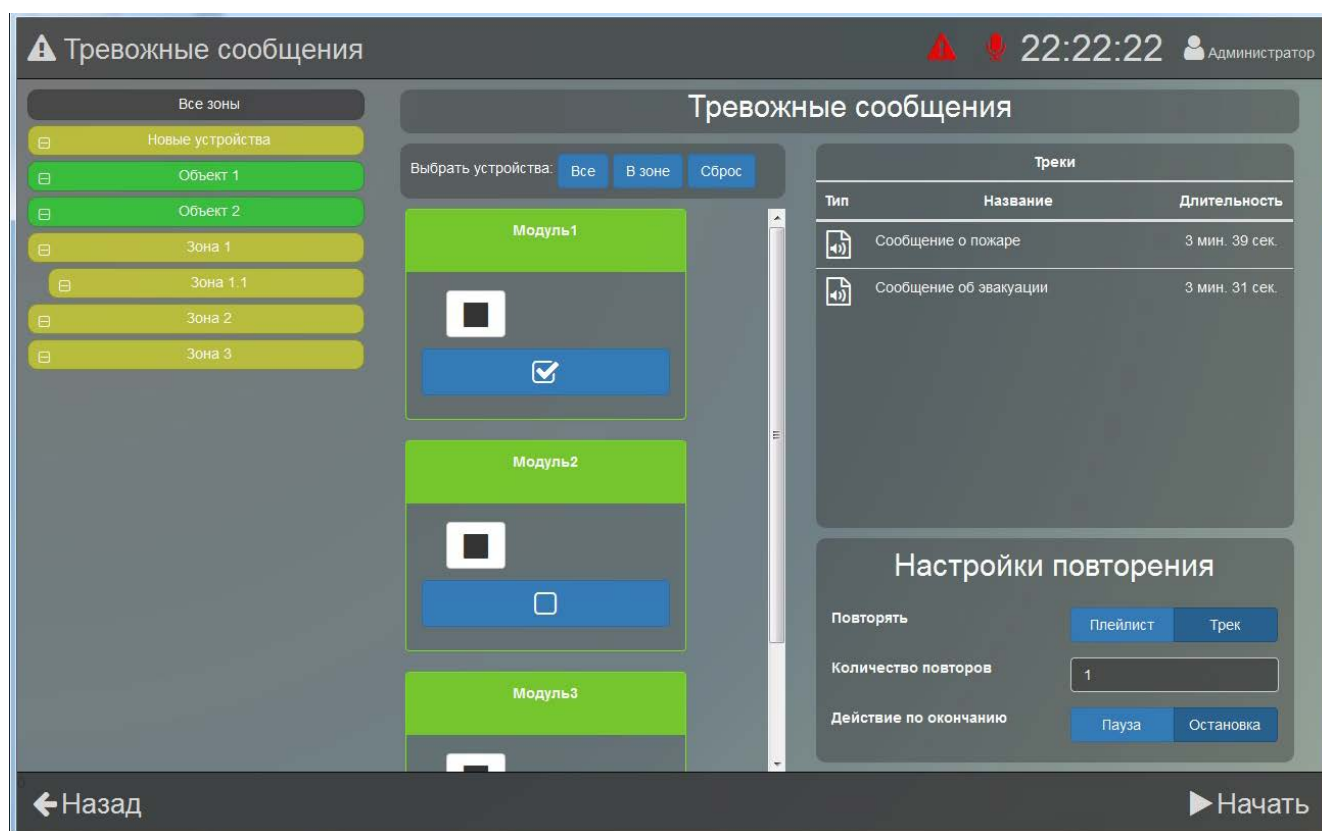 Тревожные сообщения
22:22:22 Администратор
Все зоны
Новые устройства
Объект 1
Объект 2
Зона 1
Зона 1.1
Зона 2
Зона 3
Тревожные сообщения
Выбрать устройства: Все В зоне Сброс
Модуль1
Модуль2
Модуль3
Треки
Тип Название Длительность
Сообщение о пожаре 3 мин. 39 сек.
Сообщение об эвакуации 3 мин. 31 сек.
Настройки повторения
Повторять Плейлист Трек
Количество повторов 1
Действие по окончанию Пауза Остановка
Назад
Начать